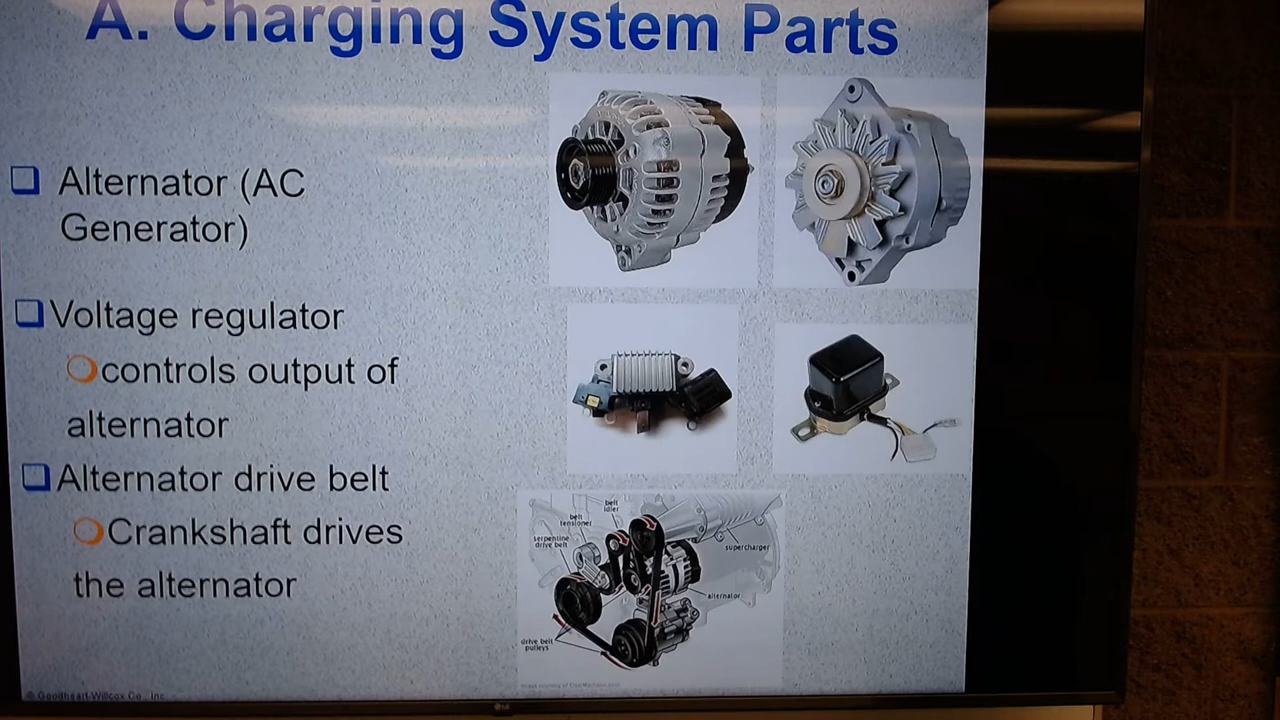 A. Charging System Parts
Alternator (AC
Generator)
Voltage regulator
controls output of
alternator
Alternator drive belt
Crankshaft drives
the alternator
belt
idler
belt
tensioner
serpentine
drive belt
supercharger
alternator
drive belt
pulleys
© Goodheart-Willcox Co., Inc.
LG